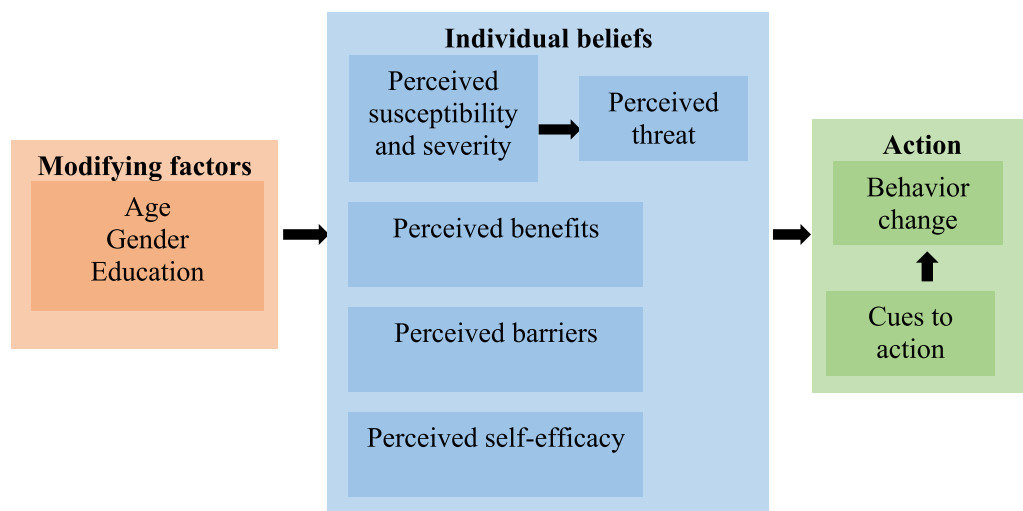 Modifying factors
Age
Gender
Education
Individual beliefs
Perceived
susceptibility
and severity
Perceived
threat
Perceived benefits
Perceived barriers
Perceived self-efficacy
Action
Behavior
change
Cues to
action